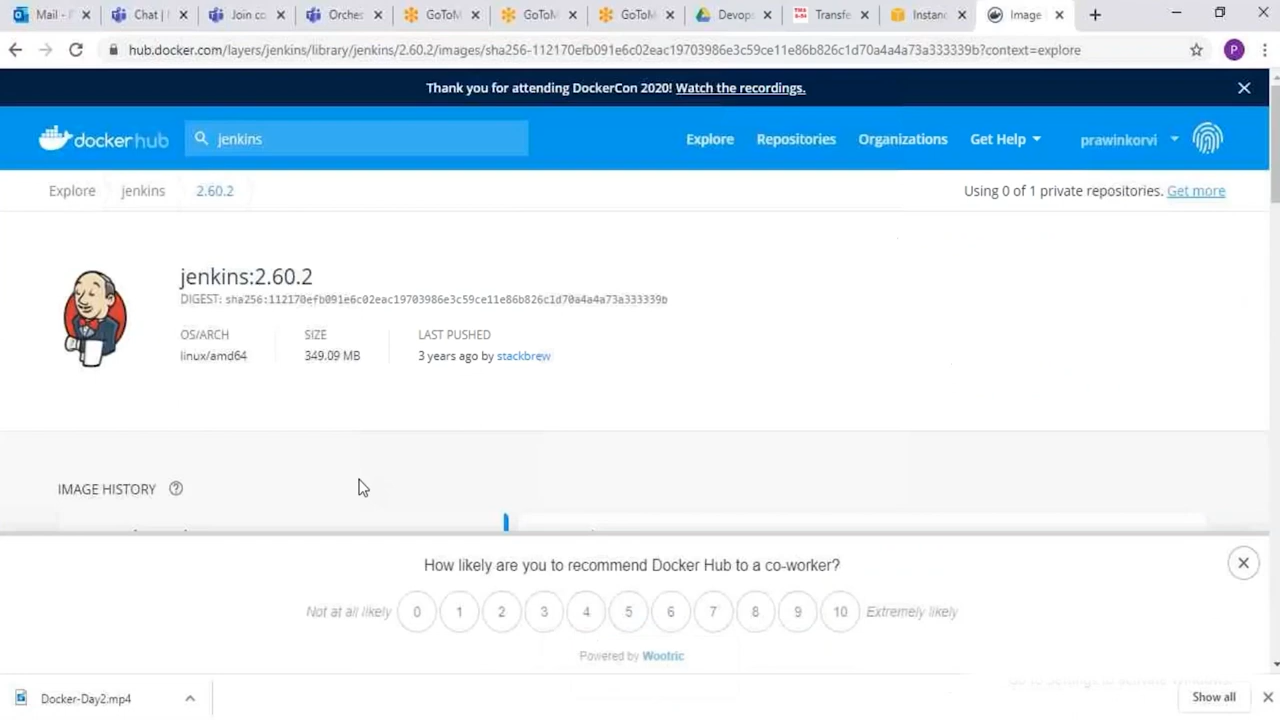 Mail - 
Chat |
Join co
Orches
GoToM
GoToM
GoToM
Devop
Transfe
Instanc
Image
hub.docker.com/layers/jenkins/library/jenkins/2.60.2/images/sha256-112170efb091e6c02eac19703986e3c59ce11e86b826c1d70a4a4a73a333339b?context=explore
P
Thank you for attending DockerCon 2020! Watch the recordings.
docker hub
jenkins
Explore
Repositories
Organizations
Get Help
prawinkorvi
Explore
jenkins
2.60.2
Using 0 of 1 private repositories. Get more
jenkins:2.60.2
DIGEST: sha256:112170efb091e6c02eac19703986e3c59ce11e86b826c1d70a4a4a73a333339b
OS/ARCH
SIZE
LAST PUSHED
linux/amd64
349.09 MB
3 years ago by stackbrew
IMAGE HISTORY
How likely are you to recommend Docker Hub to a co-worker?
Not at all likely 0 1 2 3 4 5 6 7 8 9 10 Extremely likely
Powered by Wootric
Docker-Day2.mp4
Show all